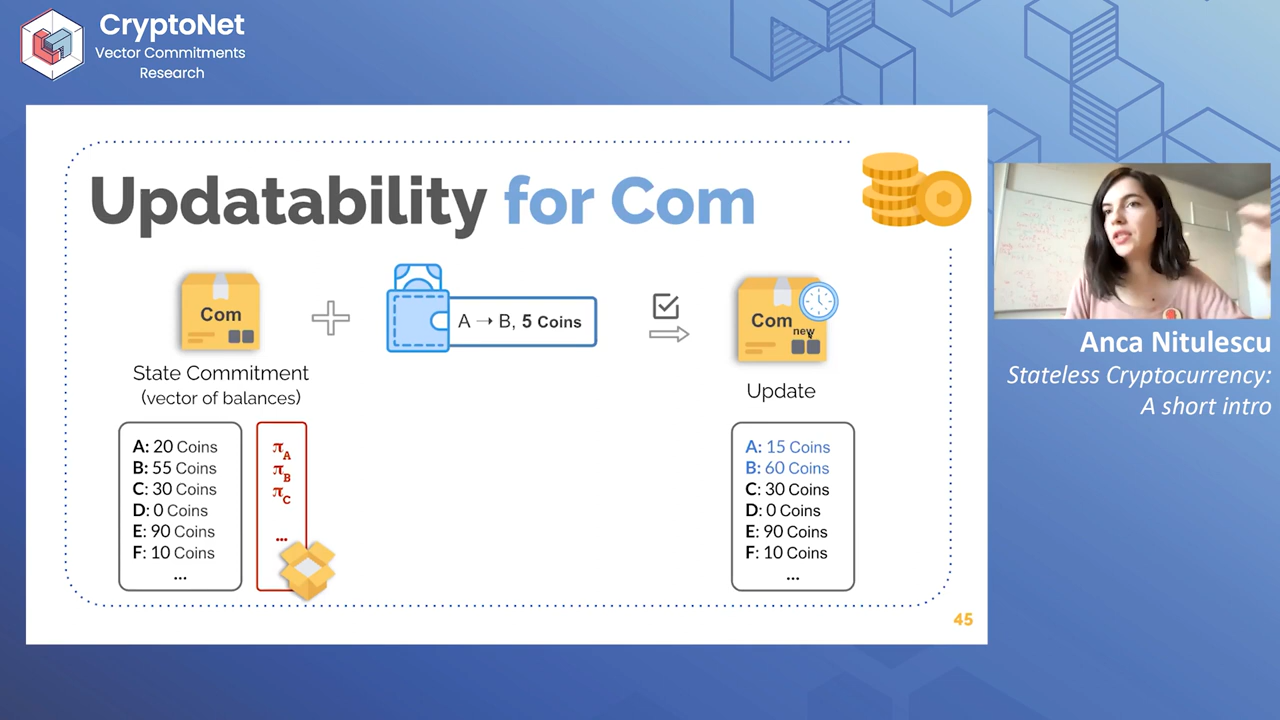 CryptoNet
Vector Commitments
Research
Updatability for Com
Com
A → B, 5 Coins
Com new
State Commitment
(vector of balances)
Update
A: 20 Coins
B: 55 Coins
C: 30 Coins
D: 0 Coins
E: 90 Coins
F: 10 Coins
...
πA
πB
πC
...
A: 15 Coins
B: 60 Coins
C: 30 Coins
D: 0 Coins
E: 90 Coins
F: 10 Coins
...
45
Anca Nitulescu
Stateless Cryptocurrency:
A short intro